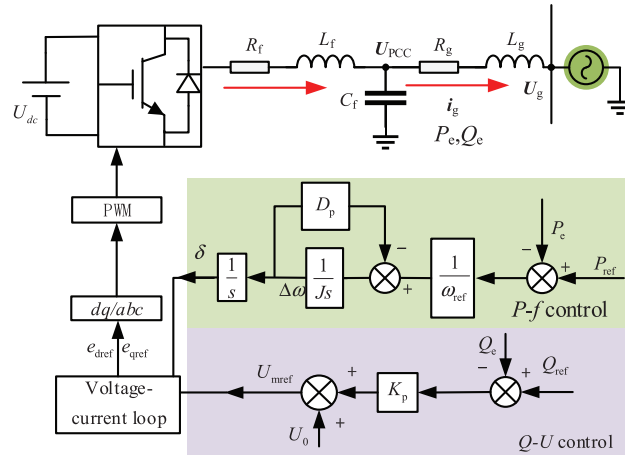 R_f
L_f
U_PCC
R_g
L_g
U_dc
C_f
i_g
U_g
P_e,Q_e
PWM
D_p
P_e
δ
1/s
Δω
1/Js
−
+
1/ω_ref
−
+
P_ref
P-f control
dq/abc
e_dref e_qref
Voltage-
current loop
U_mref
+
+
U_0
K_p
Q_e
−
+
Q_ref
Q-U control